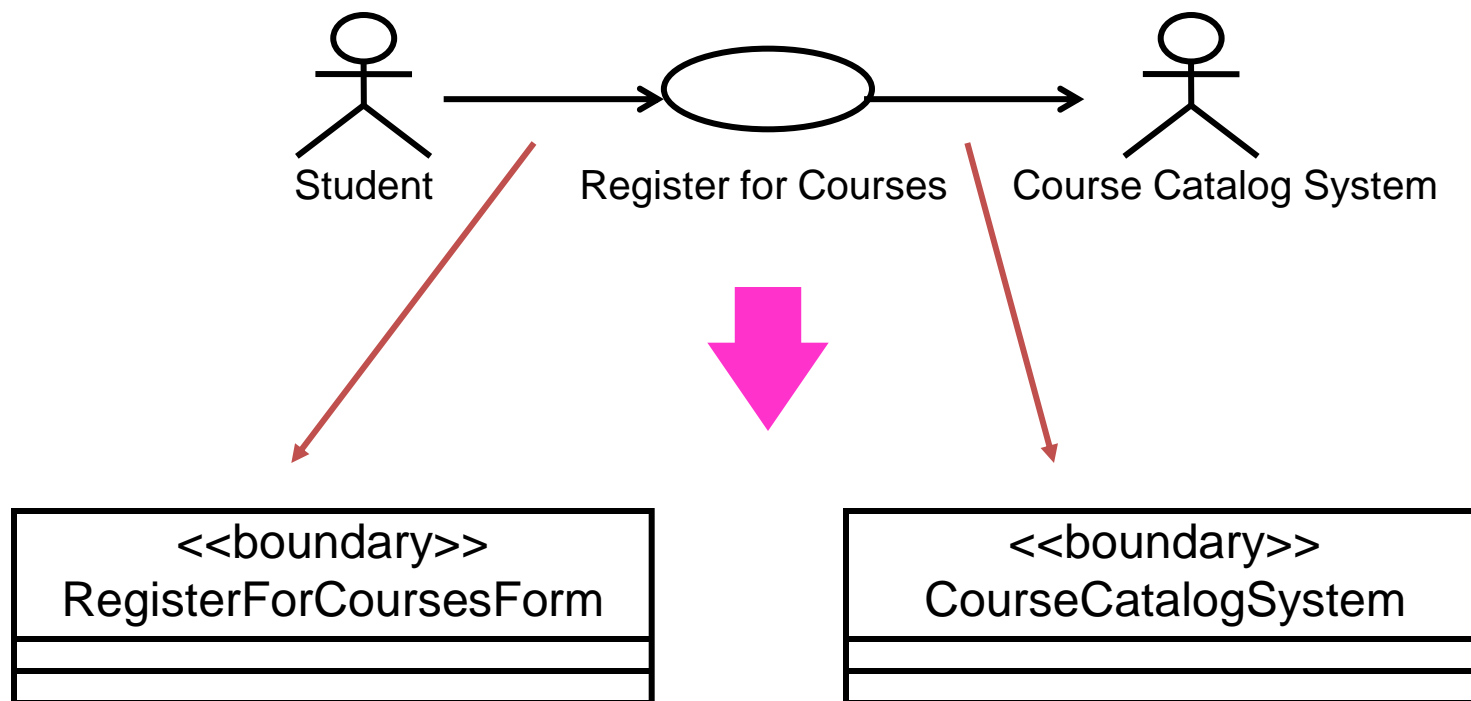 Student
Register for Courses
Course Catalog System
<<boundary>>
RegisterForCoursesForm
<<boundary>>
CourseCatalogSystem